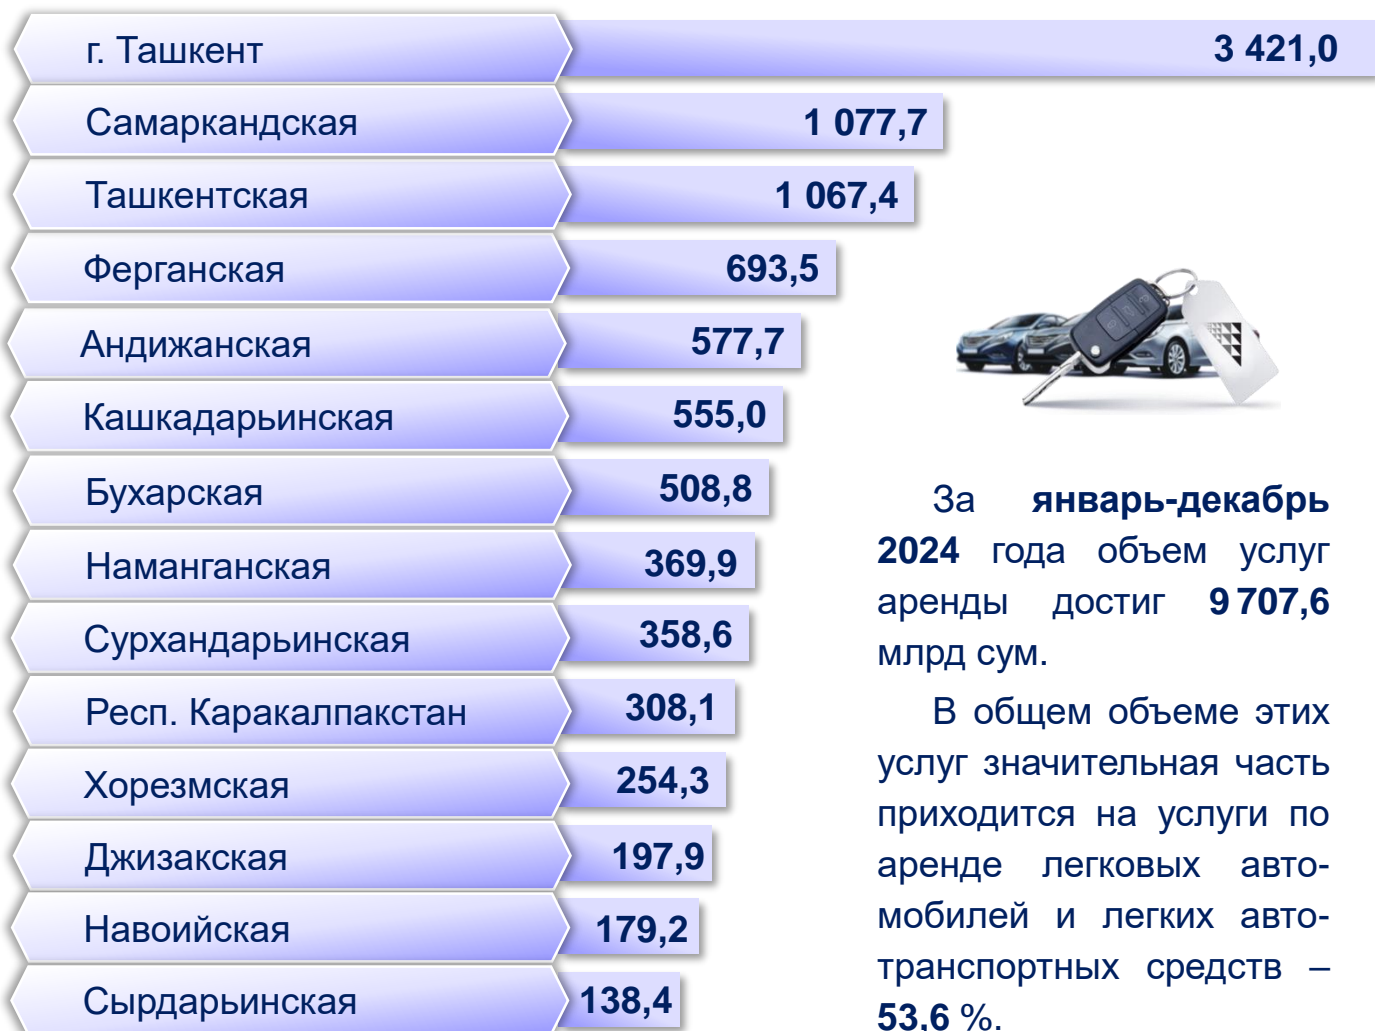 г. Ташкент 3 421,0
Самаркандская 1 077,7
Ташкентская 1 067,4
Ферганская 693,5
Андижанская 577,7
Кашкадарьинская 555,0
Бухарская 508,8
Наманганская 369,9
Сурхандарьинская 358,6
Респ. Каракалпакстан 308,1
Хорезмская 254,3
Джизакская 197,9
Навоийская 179,2
Сырдарьинская 138,4
За январь-декабрь
2024 года объем услуг
аренды достиг 9 707,6
млрд сум.
В общем объеме этих
услуг значительная часть
приходится на услуги по
аренде легковых авто-
мобилей и легких авто-
транспортных средств –
53,6 %.